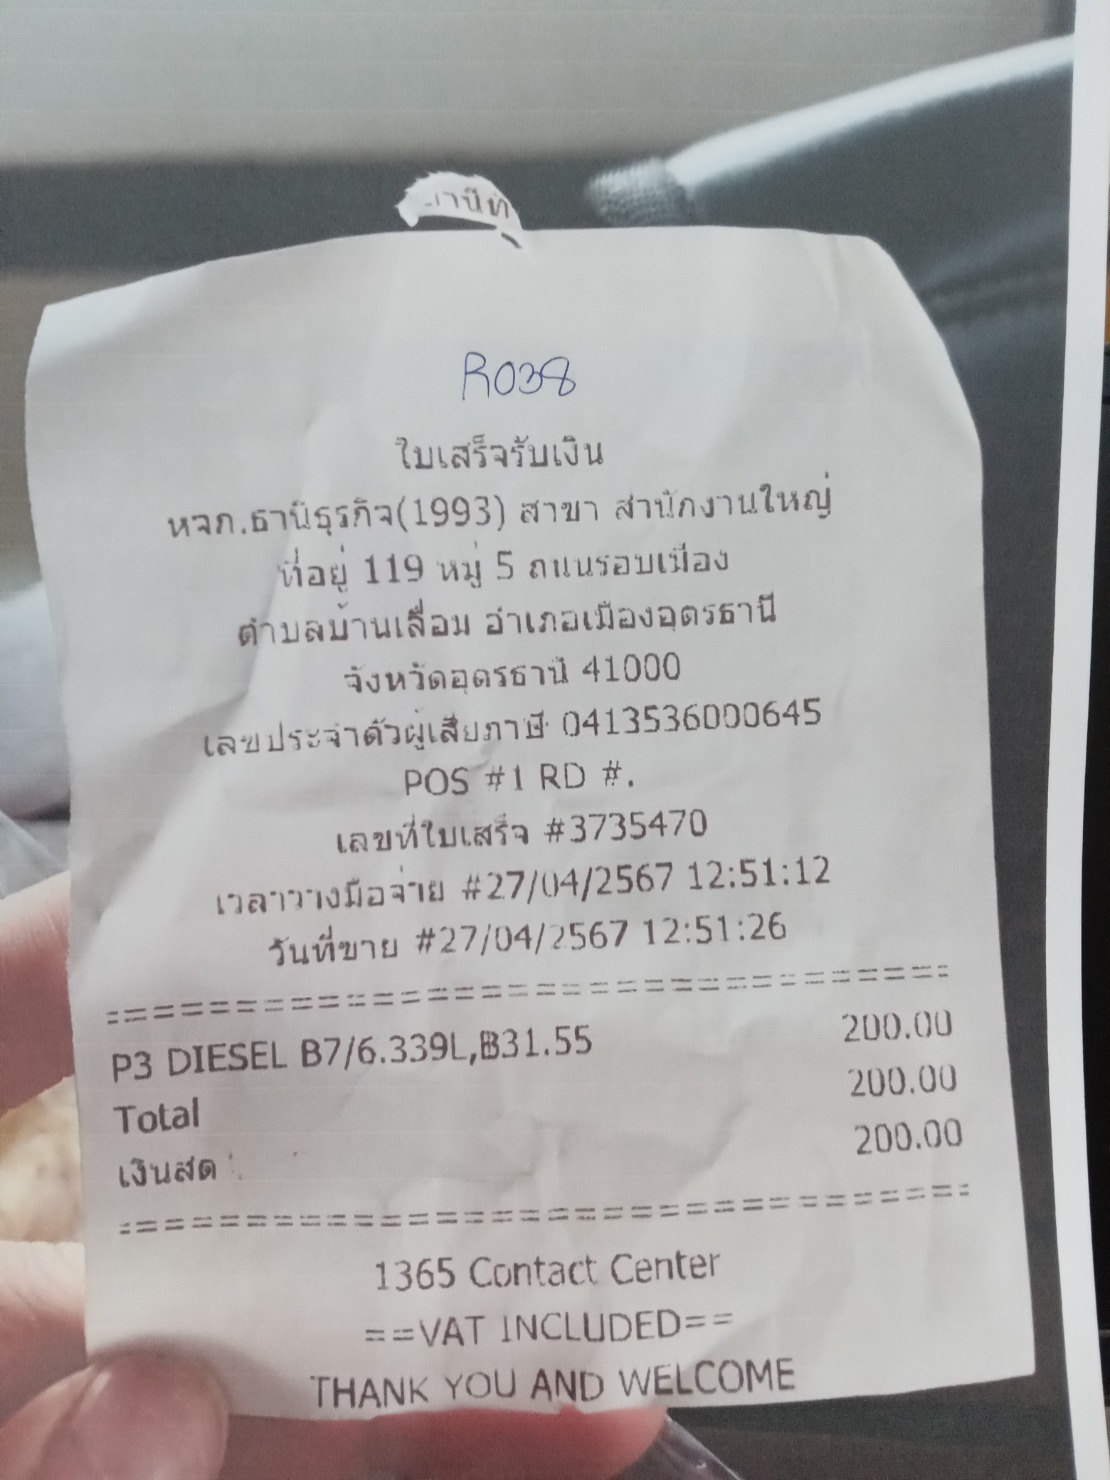 R038
ใบเสร็จรับเงิน
หจก.ธานีธุรกิจ(1993) สาขา สำนักงานใหญ่
ที่อยู่ 119 หมู่ 5 ถนนรอบเมือง
ตำบลบ้านเลื่อม อำเภอเมืองอุดรธานี
จังหวัดอุดรธานี 41000
เลขประจำตัวผู้เสียภาษี 0413536000645
POS #1 RD #.
เลขที่ใบเสร็จ #3735470
เวลาวางมือจ่าย #27/04/2567 12:51:12
วันที่ขาย #27/04/2567 12:51:26
===============================
P3 DIESEL B7/6.339L,฿31.55 200.00
Total 200.00
เงินสด 200.00
===============================
1365 Contact Center
==VAT INCLUDED==
THANK YOU AND WELCOME